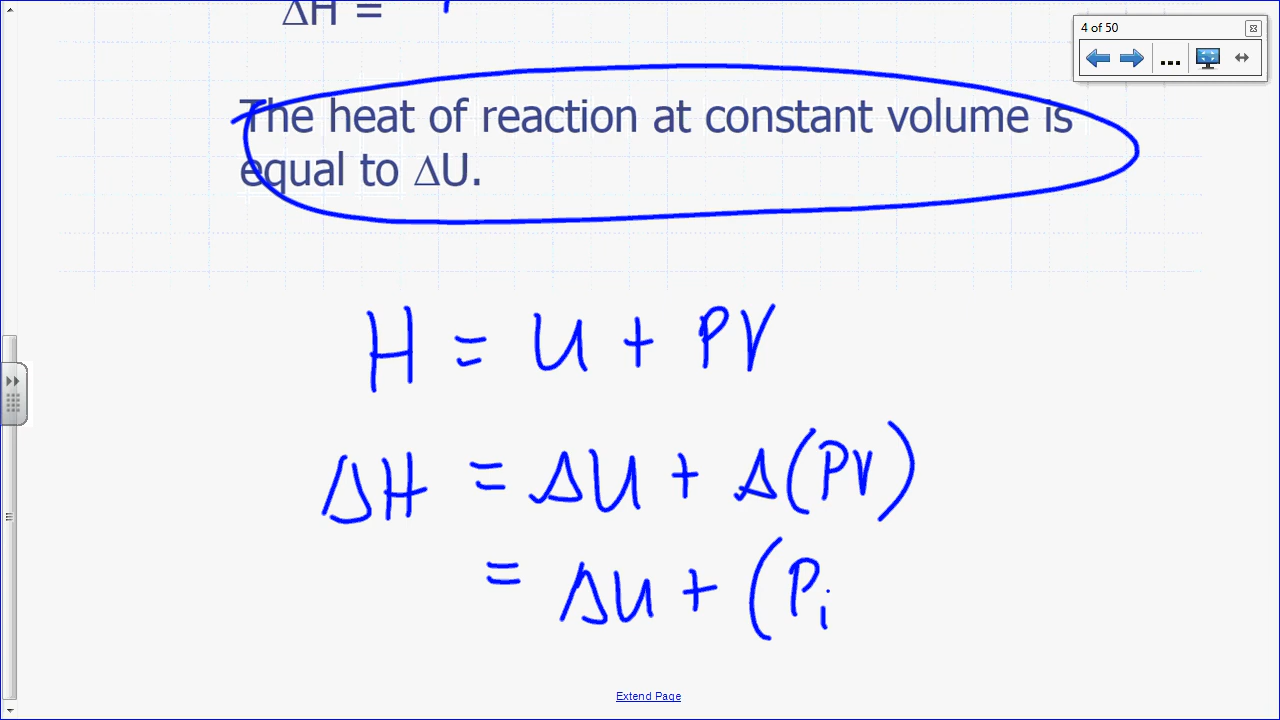 ΔH =
4 of 50
The heat of reaction at constant volume is
equal to ΔU.
H = U + PV
ΔH = ΔU + Δ(PV)
= ΔU + (Pi
Extend Page